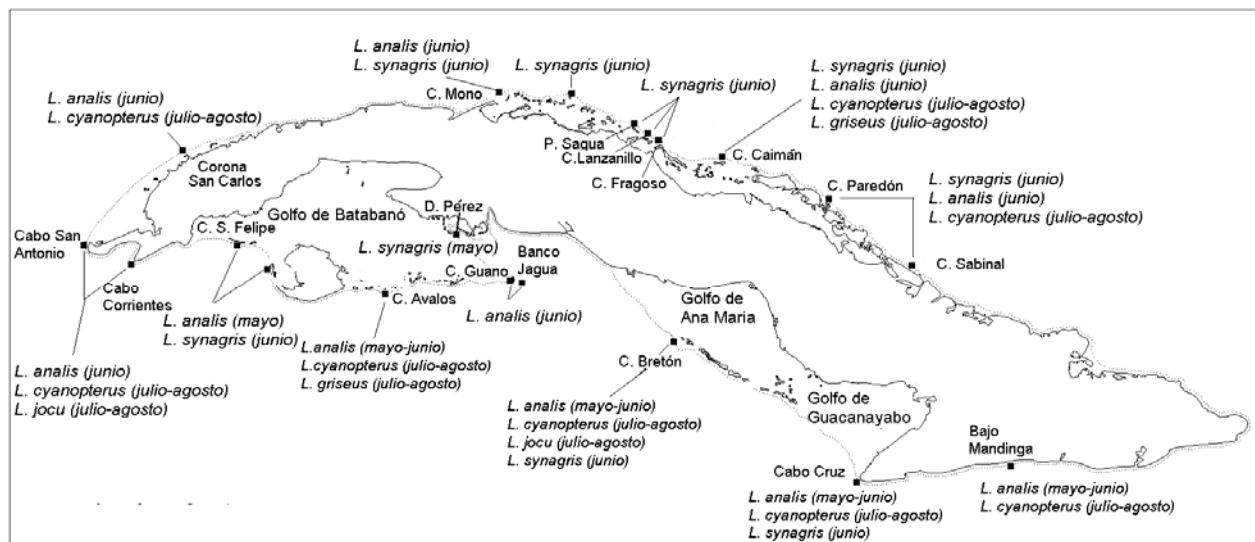 L. analis (junio)
L. synagris (junio)
C. Mono
L. synagris (junio)
L. synagris (junio)
P. Sagua
C.Lanzanillo
C. Fragoso
L. synagris (junio)
L. analis (junio)
L. cyanopterus (julio-agosto)
L. griseus (julio-agosto)
C. Caimán
L. analis (junio)
L. cyanopterus (julio-agosto)
Corona
San Carlos
C. Paredón
L. synagris (junio)
L. analis (junio)
L. cyanopterus (julio-agosto)
C. Sabinal
Golfo de Batabanó
D. Pérez
C. S. Felipe
L. synagris (mayo)
Cabo San
Antonio
Cabo
Corrientes
C. Guano
Banco
Jagua
C. Avalos
L. analis (junio)
Golfo de
Ana Maria
L. analis (mayo)
L. synagris (junio)
L.analis (mayo-junio)
L.cyanopterus (julio-agosto)
L. griseus (julio-agosto)
L. analis (junio)
L. cyanopterus (julio-agosto)
L. jocu (julio-agosto)
C. Bretón
L. analis (mayo-junio)
L. cyanopterus (julio-agosto)
L. jocu (julio-agosto)
L. synagris (junio)
Golfo de
Guacanayabo
Cabo Cruz
L. analis (mayo-junio)
L. cyanopterus (julio-agosto)
L. synagris (junio)
Bajo
Mandinga
L. analis (mayo-junio)
L. cyanopterus (julio-agosto)